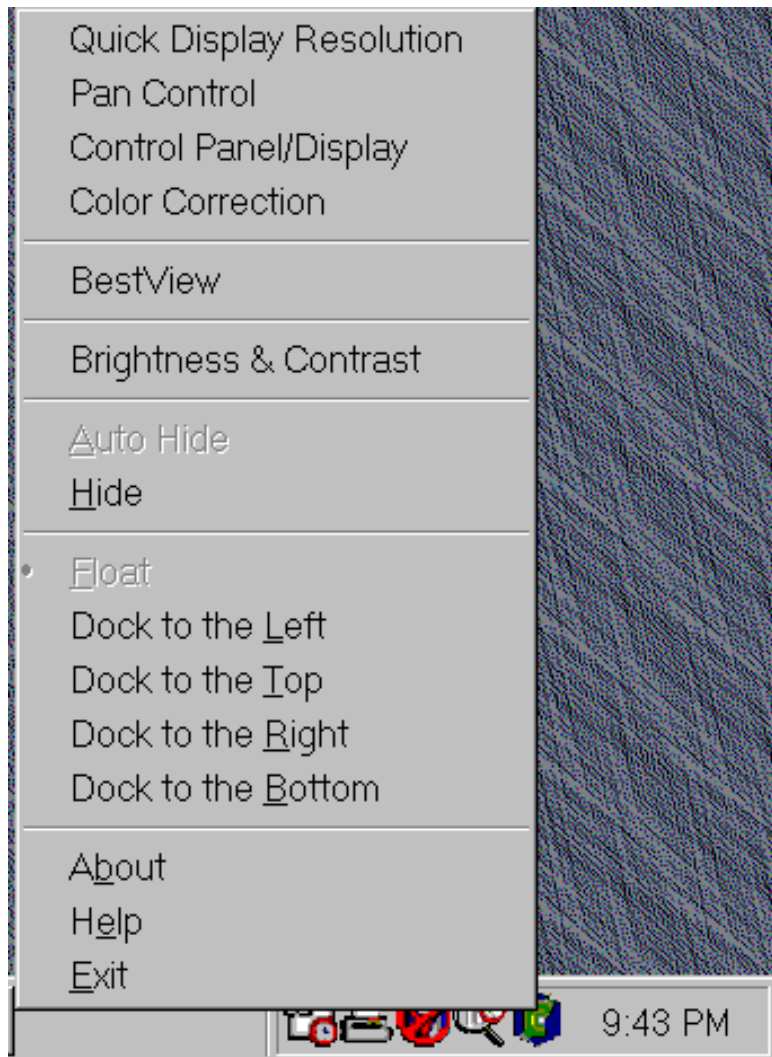 Quick Display Resolution
Pan Control
Control Panel/Display
Color Correction
BestView
Brightness & Contrast
Auto Hide
Hide
Float
Dock to the Left
Dock to the Top
Dock to the Right
Dock to the Bottom
About
Help
Exit
9:43 PM